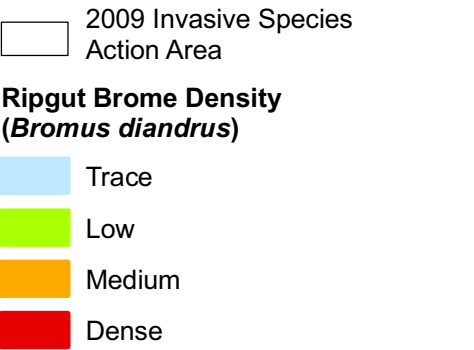 2009 Invasive Species
Action Area
Ripgut Brome Density
(Bromus diandrus)
Trace
Low
Medium
Dense